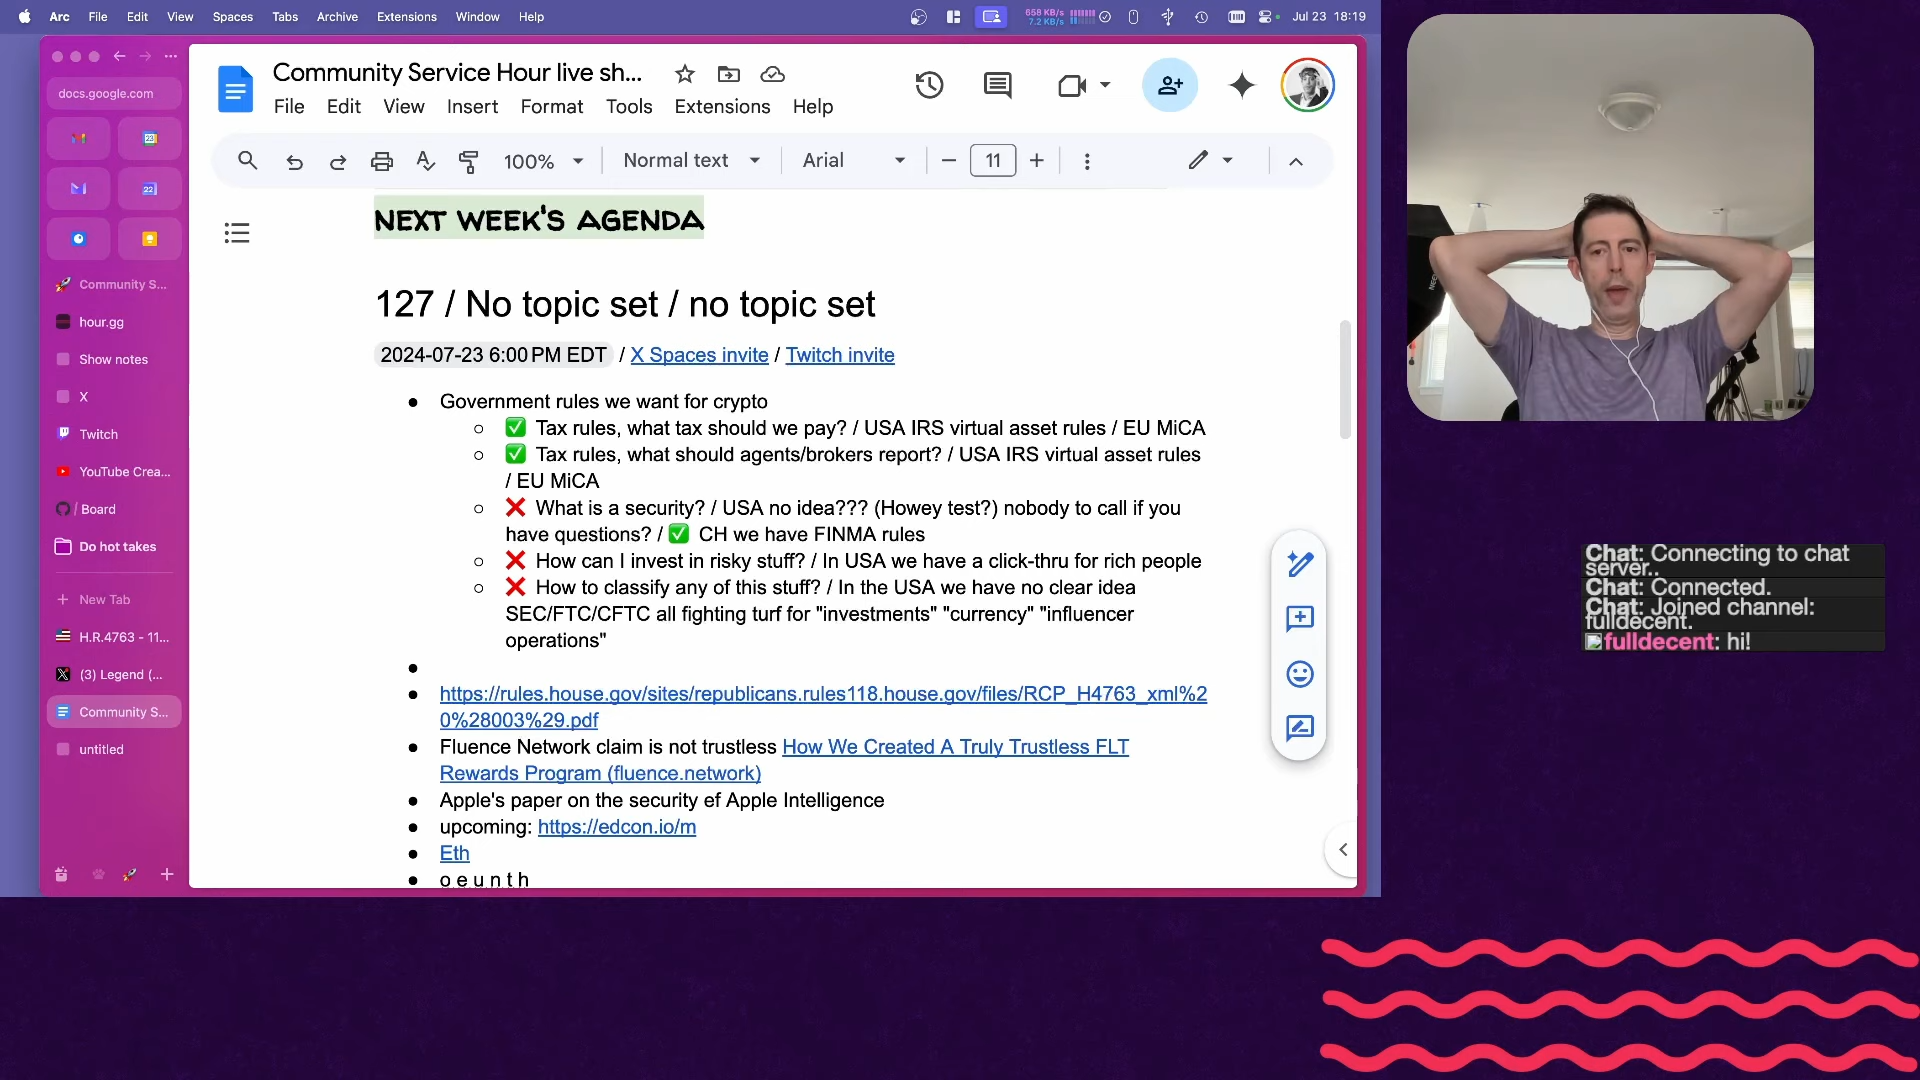 Arc File Edit View Spaces Tabs Archive Extensions Window Help
658 KB/s
7.2 KB/s
Jul 23 18:19
docs.google.com
23
22
Community S...
hour.gg
Show notes
X
Twitch
YouTube Crea...
/ Board
Do hot takes
+ New Tab
H.R.4763 - 11...
(3) Legend (...
Community S...
untitled
Community Service Hour live sh...
File Edit View Insert Format Tools Extensions Help
100% Normal text Arial 11
NEXT WEEK'S AGENDA
127 / No topic set / no topic set
2024-07-23 6:00 PM EDT / X Spaces invite / Twitch invite
● Government rules we want for crypto
○ ✅ Tax rules, what tax should we pay? / USA IRS virtual asset rules / EU MiCA
○ ✅ Tax rules, what should agents/brokers report? / USA IRS virtual asset rules
/ EU MiCA
○ ❌ What is a security? / USA no idea??? (Howey test?) nobody to call if you
have questions? / ✅ CH we have FINMA rules
○ ❌ How can I invest in risky stuff? / In USA we have a click-thru for rich people
○ ❌ How to classify any of this stuff? / In the USA we have no clear idea
SEC/FTC/CFTC all fighting turf for "investments" "currency" "influencer
operations"
●
● https://rules.house.gov/sites/republicans.rules118.house.gov/files/RCP_H4763_xml%2
0%28003%29.pdf
● Fluence Network claim is not trustless How We Created A Truly Trustless FLT
Rewards Program (fluence.network)
● Apple's paper on the security ef Apple Intelligence
● upcoming: https://edcon.io/m
● Eth
● o e u n t h
Chat: Connecting to chat
server..
Chat: Connected.
Chat: Joined channel:
fulldecent.
fulldecent: hi!